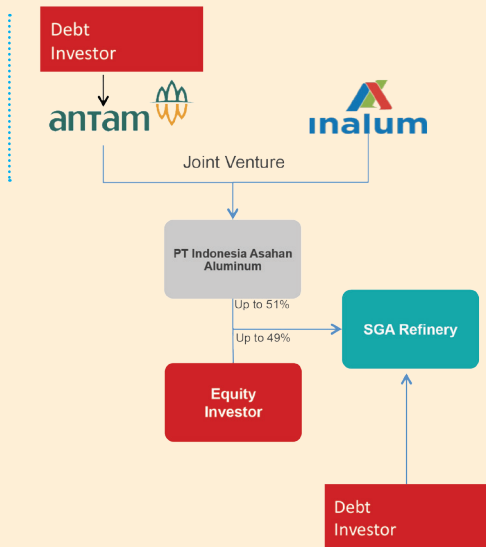 Debt
Investor
antam
inalum
Joint Venture
PT Indonesia Asahan
Aluminum
Up to 51%
SGA Refinery
Up to 49%
Equity
Investor
Debt
Investor